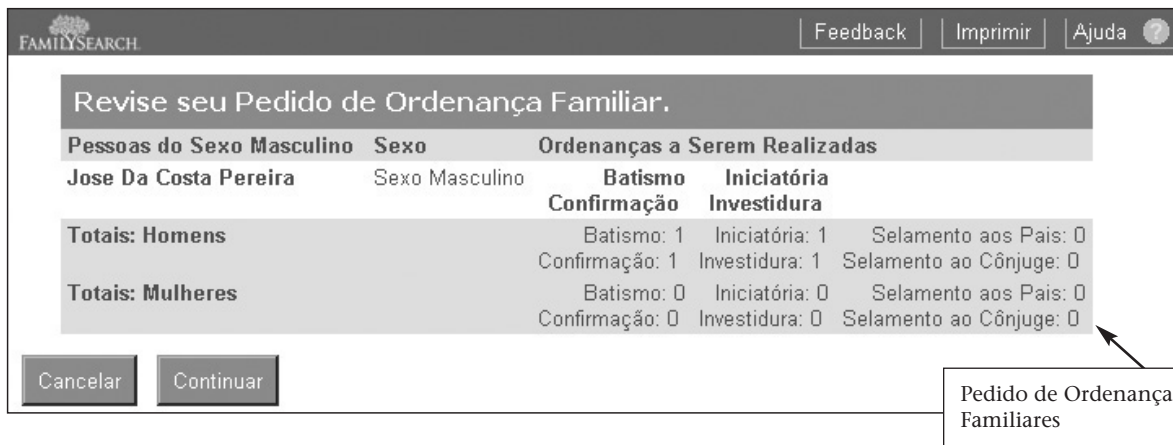 FAMILYSEARCH. Feedback Imprimir Ajuda ?
Revise seu Pedido de Ordenança Familiar.
Pessoas do Sexo Masculino Sexo Ordenanças a Serem Realizadas
Jose Da Costa Pereira Sexo Masculino Batismo Iniciatória
Confirmação Investidura
Totais: Homens Batismo: 1 Iniciatória: 1 Selamento aos Pais: 0
Confirmação: 1 Investidura: 1 Selamento ao Cônjuge: 0
Totais: Mulheres Batismo: 0 Iniciatória: 0 Selamento aos Pais: 0
Confirmação: 0 Investidura: 0 Selamento ao Cônjuge: 0
Cancelar Continuar
Pedido de Ordenança
Familiares